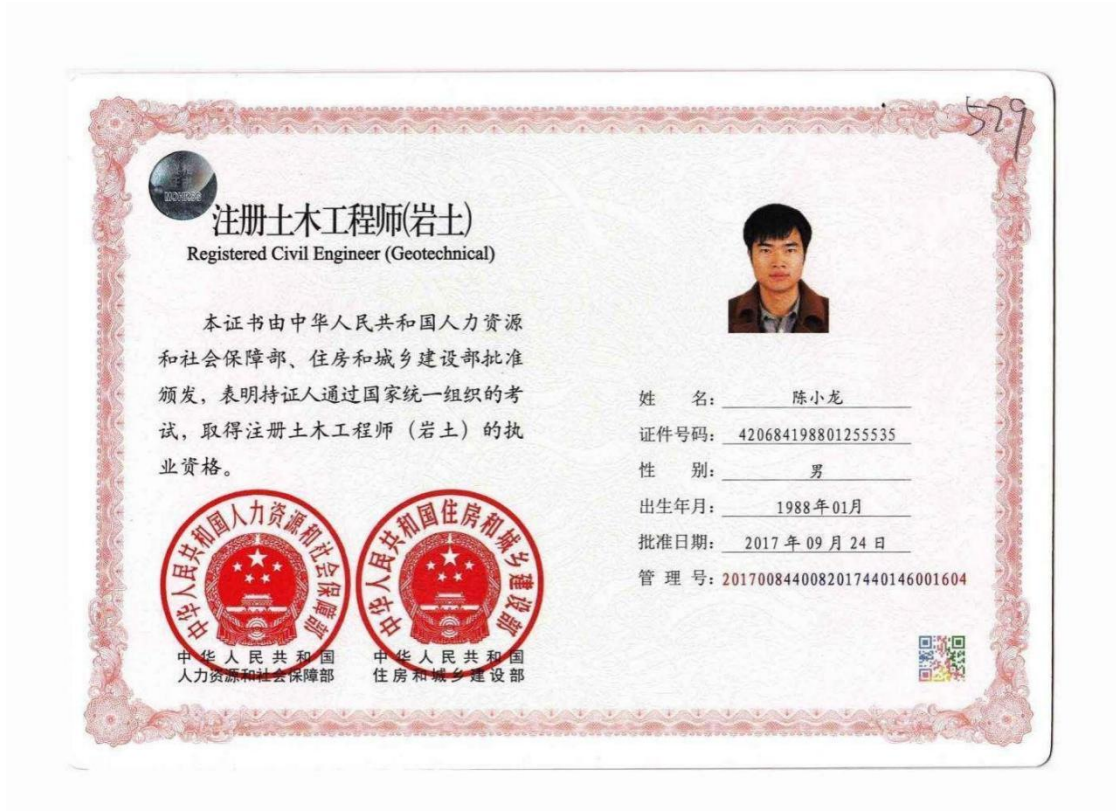 529
注册土木工程师(岩土)
Registered Civil Engineer (Geotechnical)
本证书由中华人民共和国人力资源
和社会保障部、住房和城乡建设部批准
颁发，表明持证人通过国家统一组织的考
试，取得注册土木工程师（岩土）的执
业资格。
中华人民共和国人力资源和社会保障部
中华人民共和国住房和城乡建设部
中华人民共和国
人力资源和社会保障部
中华人民共和国
住房和城乡建设部
姓 名：陈小龙
证件号码：420684198801255535
性 别：男
出生年月：1988年01月
批准日期：2017年09月24日
管 理 号：2017008440082017440146001604